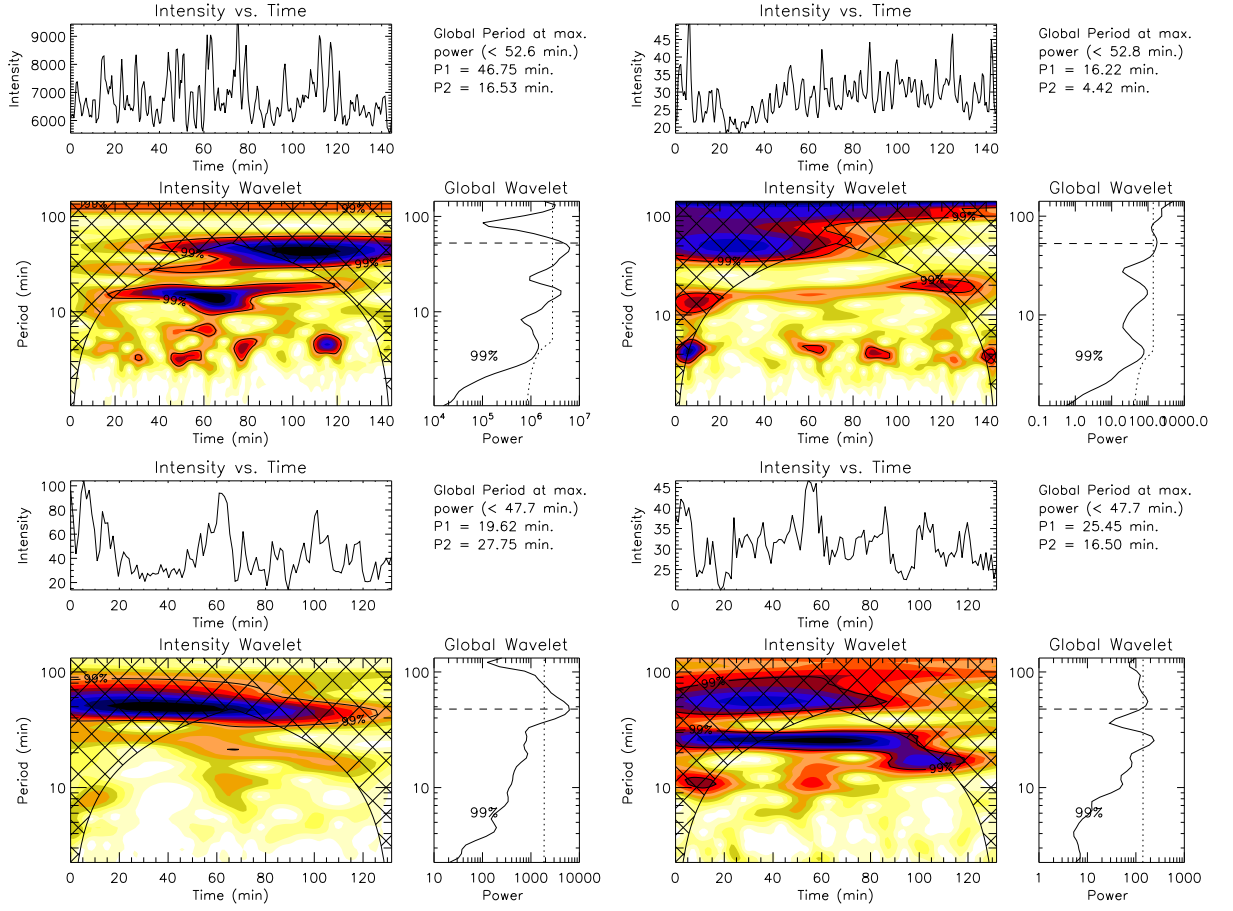 Intensity vs. Time
9000
8000
7000
6000
Intensity
0 20 40 60 80 100 120 140
Time (min)
Global Period at max.
power (< 52.6 min.)
P1 = 46.75 min.
P2 = 16.53 min.
Intensity Wavelet
100
10
Period (min)
99%
99%
99%
99%
99%
0 20 40 60 80 100 120 140
Time (min)
Global Wavelet
99%
10^4 10^5 10^6 10^7
Power
Intensity vs. Time
45
40
35
30
25
20
Intensity
0 20 40 60 80 100 120 140
Time (min)
Global Period at max.
power (< 52.8 min.)
P1 = 16.22 min.
P2 = 4.42 min.
Intensity Wavelet
100
10
Period (min)
99%
99%
99%
0 20 40 60 80 100 120 140
Time (min)
Global Wavelet
99%
0.1 1.0 10.0 100.0 1000.0
Power
Intensity vs. Time
100
80
60
40
20
Intensity
0 20 40 60 80 100 120
Time (min)
Global Period at max.
power (< 47.7 min.)
P1 = 19.62 min.
P2 = 27.75 min.
Intensity Wavelet
100
10
Period (min)
99%
99%
0 20 40 60 80 100 120
Time (min)
Global Wavelet
99%
10 100 1000 10000
Power
Intensity vs. Time
45
40
35
30
25
Intensity
0 20 40 60 80 100 120
Time (min)
Global Period at max.
power (< 47.7 min.)
P1 = 25.45 min.
P2 = 16.50 min.
Intensity Wavelet
100
10
Period (min)
99%
99%
99%
99%
0 20 40 60 80 100 120
Time (min)
Global Wavelet
99%
1 10 100 1000
Power